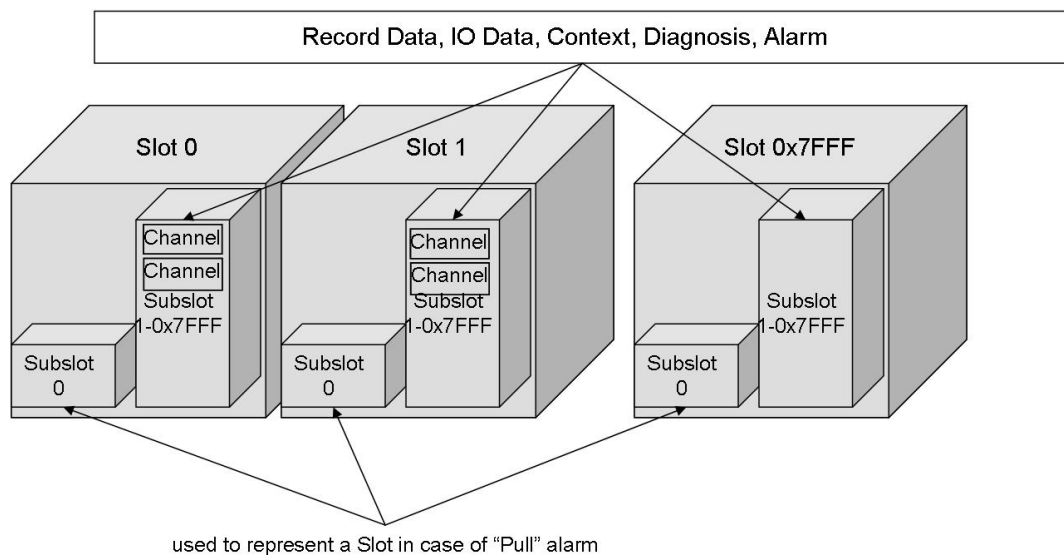 Record Data, IO Data, Context, Diagnosis, Alarm
Slot 0
Slot 1
Slot 0x7FFF
Channel
Channel
Subslot
1-0x7FFF
Subslot
0
Channel
Channel
Subslot
1-0x7FFF
Subslot
0
Subslot
1-0x7FFF
Subslot
0
used to represent a Slot in case of “Pull” alarm